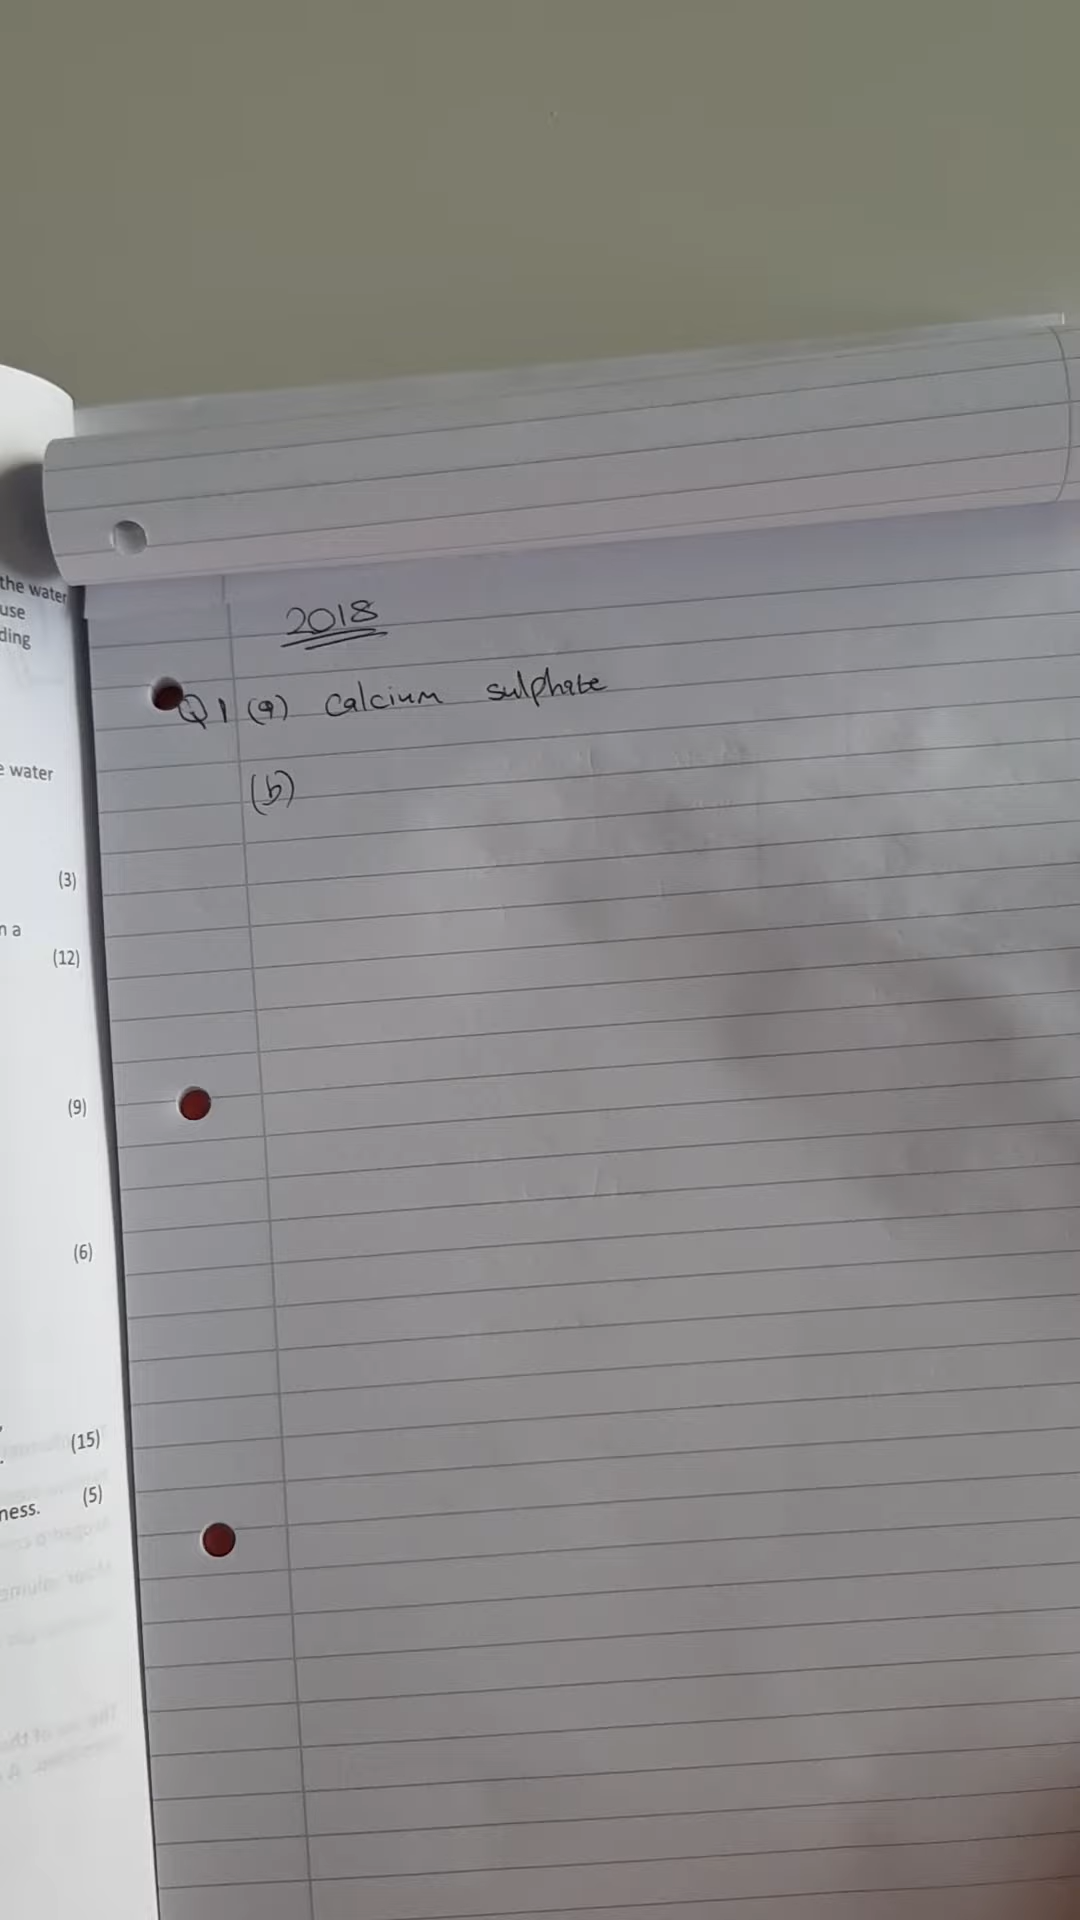 the water
use
ding
water
(3)
n a
(12)
(9)
(6)
(15)
ness. (5)
2018
Q1 (a) calcium sulphate
(b)